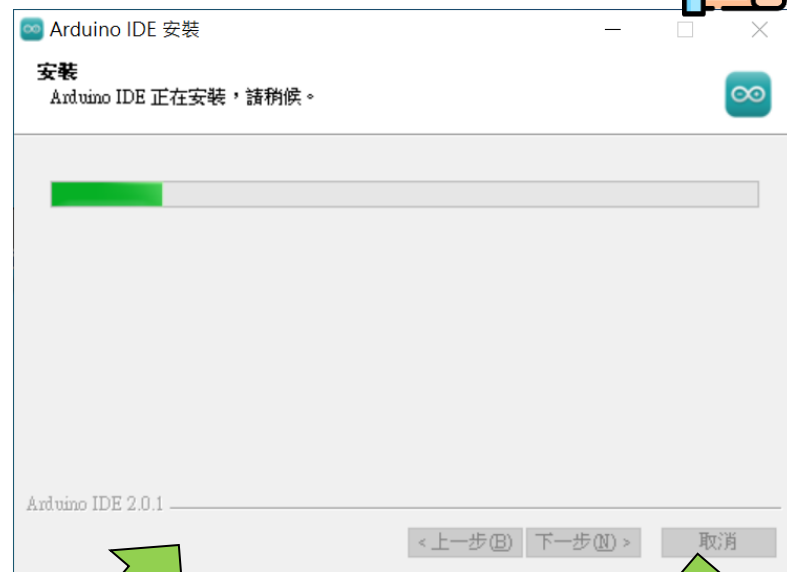 Arduino IDE 安裝
安裝
Arduino IDE 正在安裝，請稍候。
Arduino IDE 2.0.1
< 上一步(B) 下一步(N) > 取消